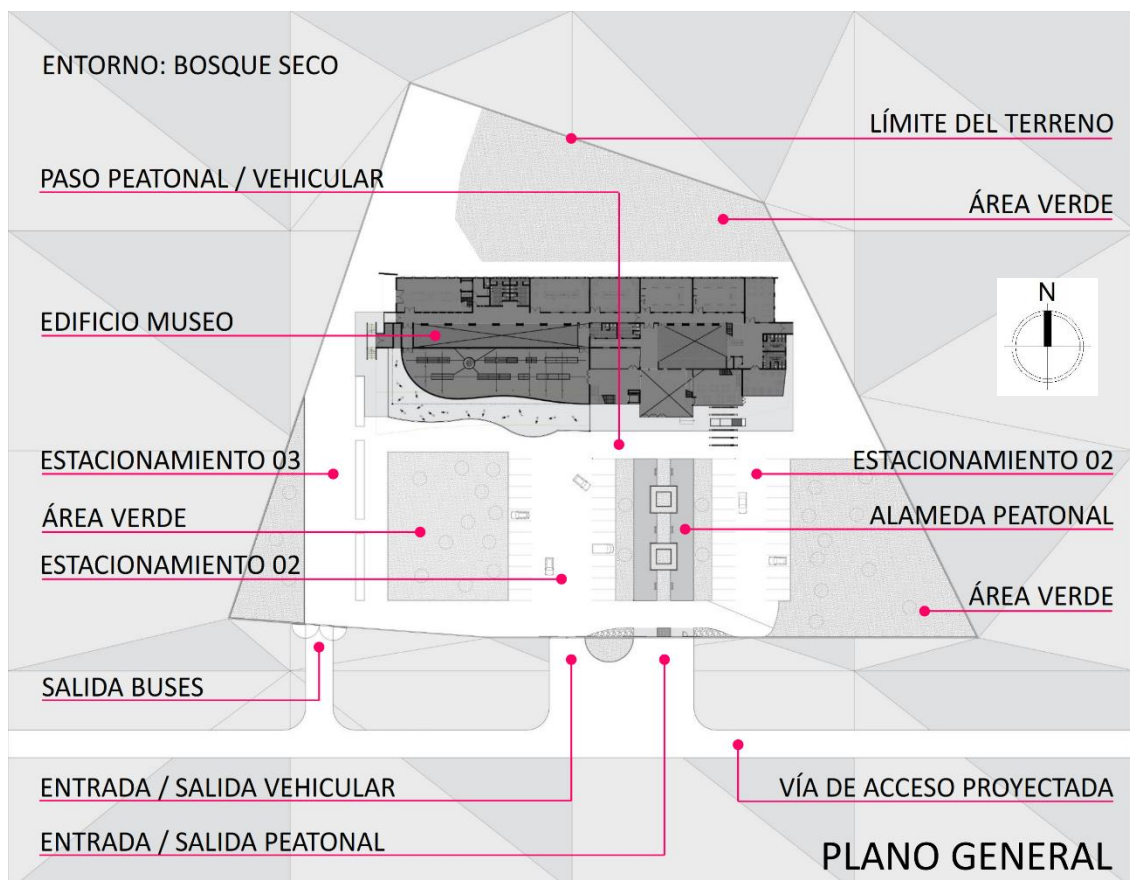 ENTORNO: BOSQUE SECO
LÍMITE DEL TERRENO
PASO PEATONAL / VEHICULAR
ÁREA VERDE
N
EDIFICIO MUSEO
ESTACIONAMIENTO 03
ESTACIONAMIENTO 02
ÁREA VERDE
ALAMEDA PEATONAL
ESTACIONAMIENTO 02
ÁREA VERDE
SALIDA BUSES
ENTRADA / SALIDA VEHICULAR
VÍA DE ACCESO PROYECTADA
ENTRADA / SALIDA PEATONAL
PLANO GENERAL